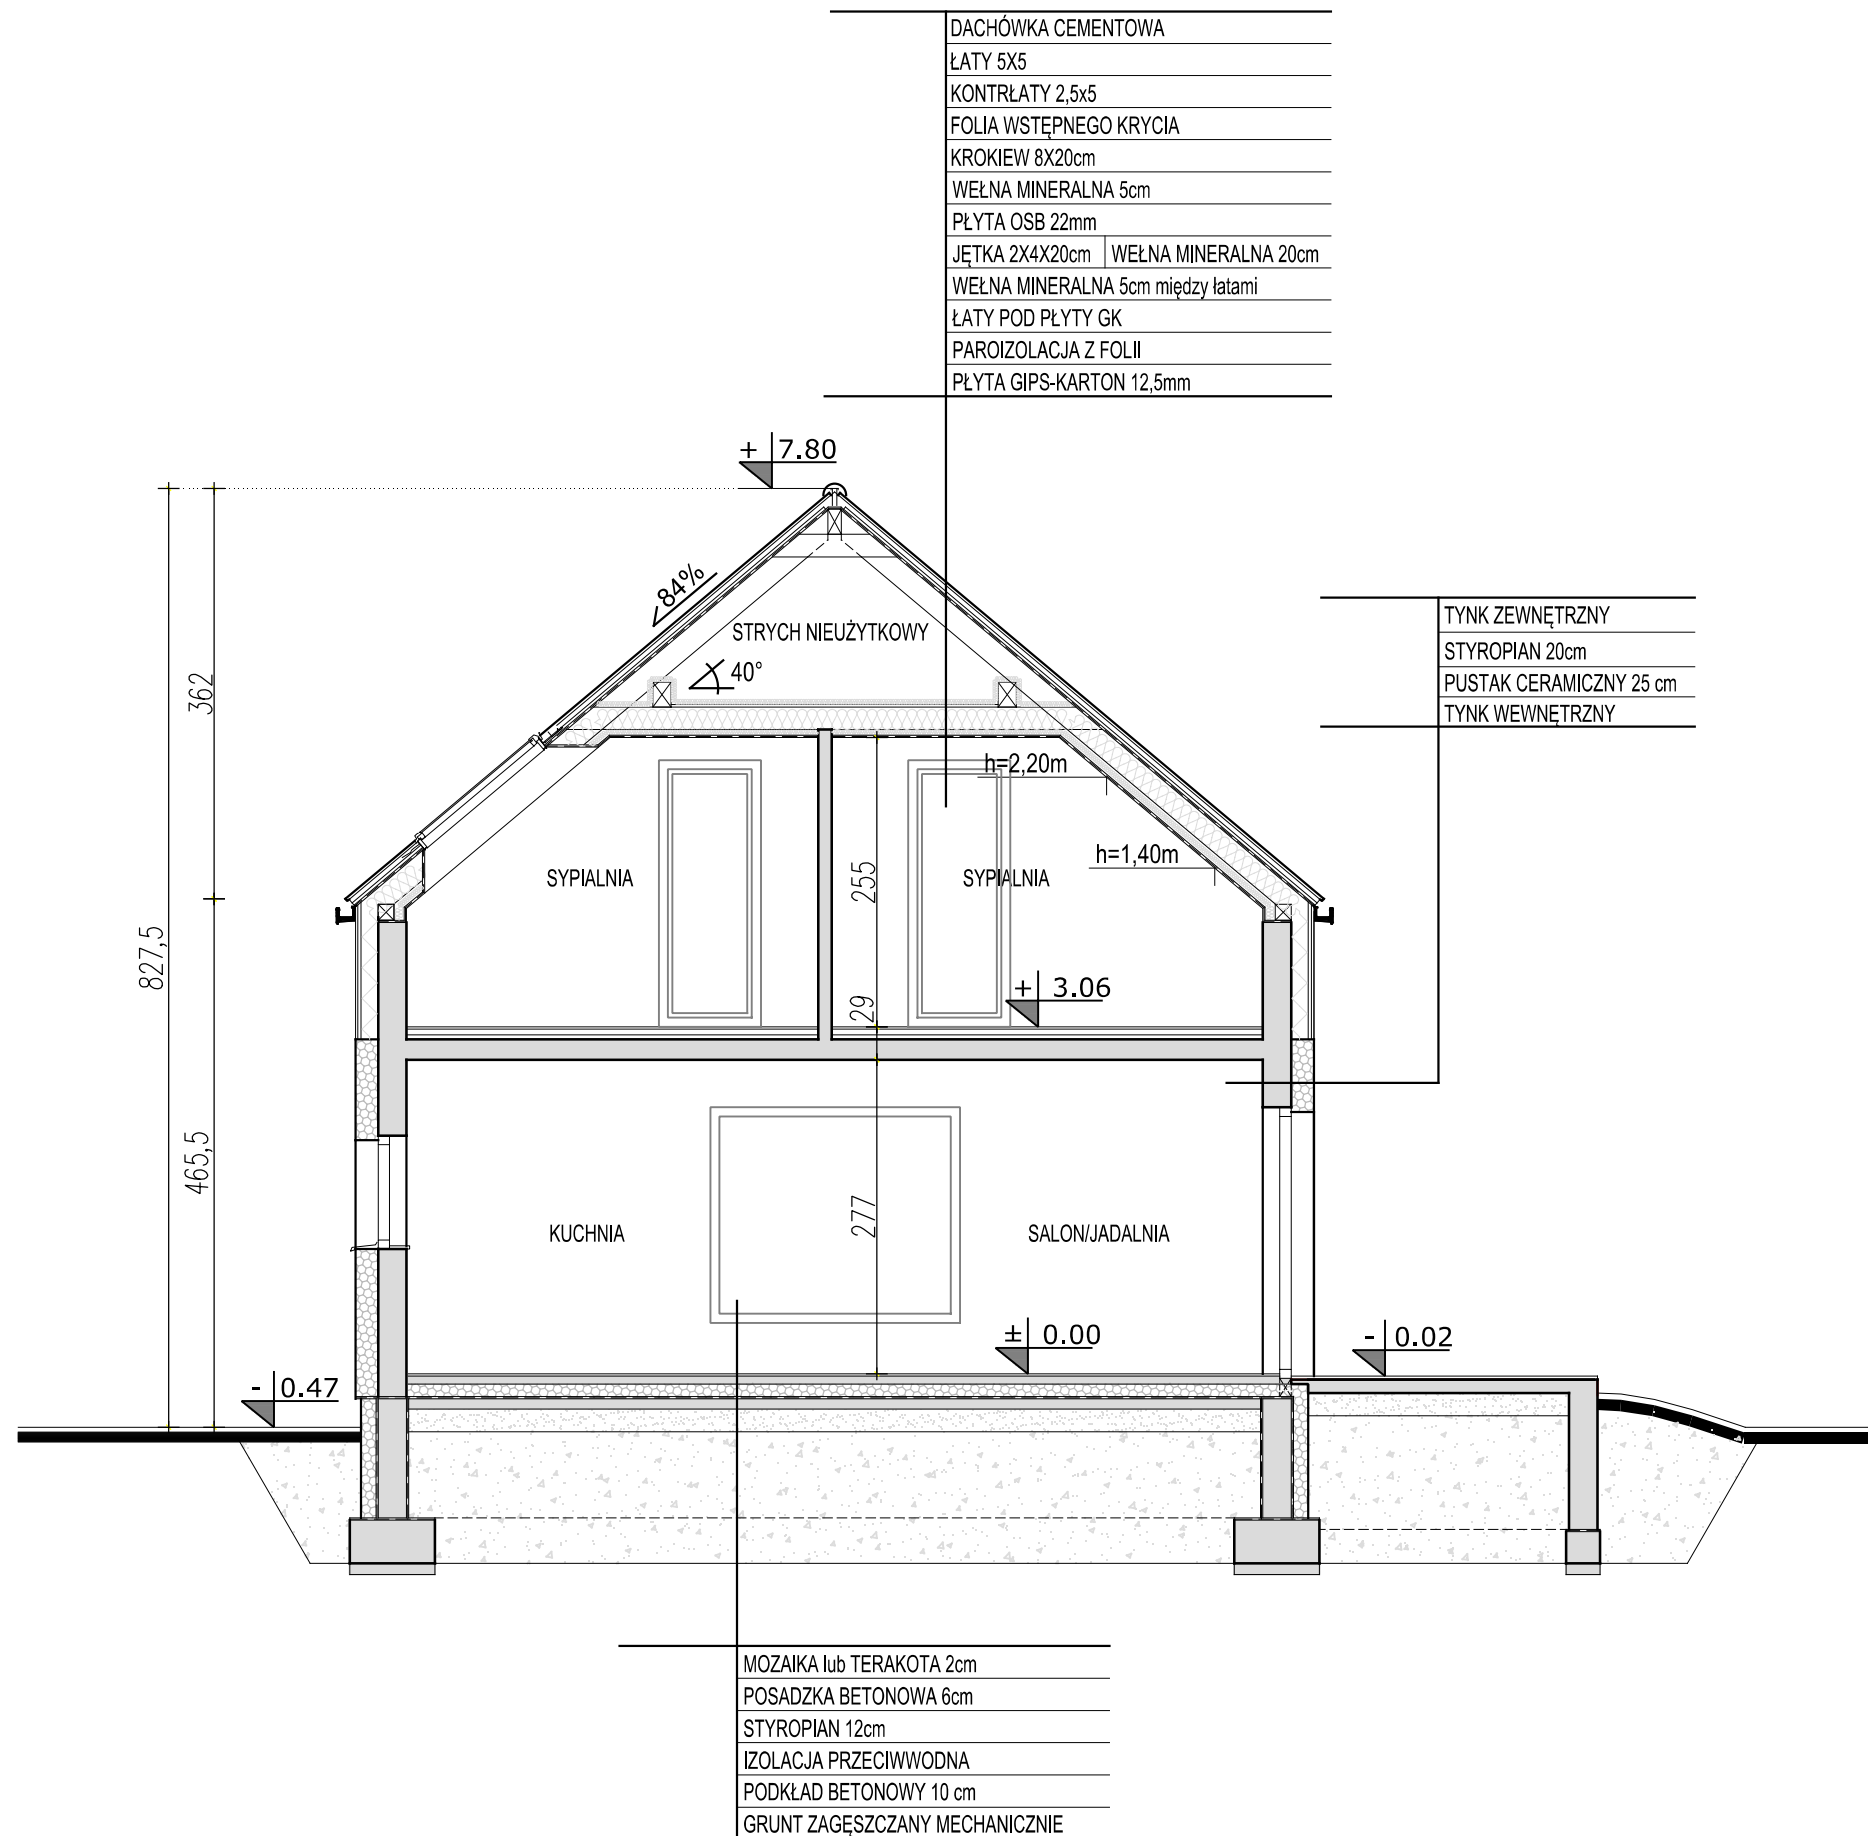 DACHÓWKA CEMENTOWA
ŁATY 5X5
KONTRŁATY 2,5x5
FOLIA WSTĘPNEGO KRYCIA
KROKIEW 8X20cm
WEŁNA MINERALNA 5cm
PŁYTA OSB 22mm
JĘTKA 2X4X20cm WEŁNA MINERALNA 20cm
WEŁNA MINERALNA 5cm między łatami
ŁATY POD PŁYTY GK
PAROIZOLACJA Z FOLII
PŁYTA GIPS-KARTON 12,5mm
+ 7.80
84%
STRYCH NIEUŻYTKOWY
40°
TYNK ZEWNĘTRZNY
STYROPIAN 20cm
PUSTAK CERAMICZNY 25 cm
TYNK WEWNĘTRZNY
362
h=2,20m
h=1,40m
SYPIALNIA
255
SYPIALNIA
827,5
29
+ 3.06
465,5
277
KUCHNIA
SALON/JADALNIA
± 0.00
- 0.02
- 0.47
MOZAIKA lub TERAKOTA 2cm
POSADZKA BETONOWA 6cm
STYROPIAN 12cm
IZOLACJA PRZECIWWODNA
PODKŁAD BETONOWY 10 cm
GRUNT ZAGĘSZCZANY MECHANICZNIE